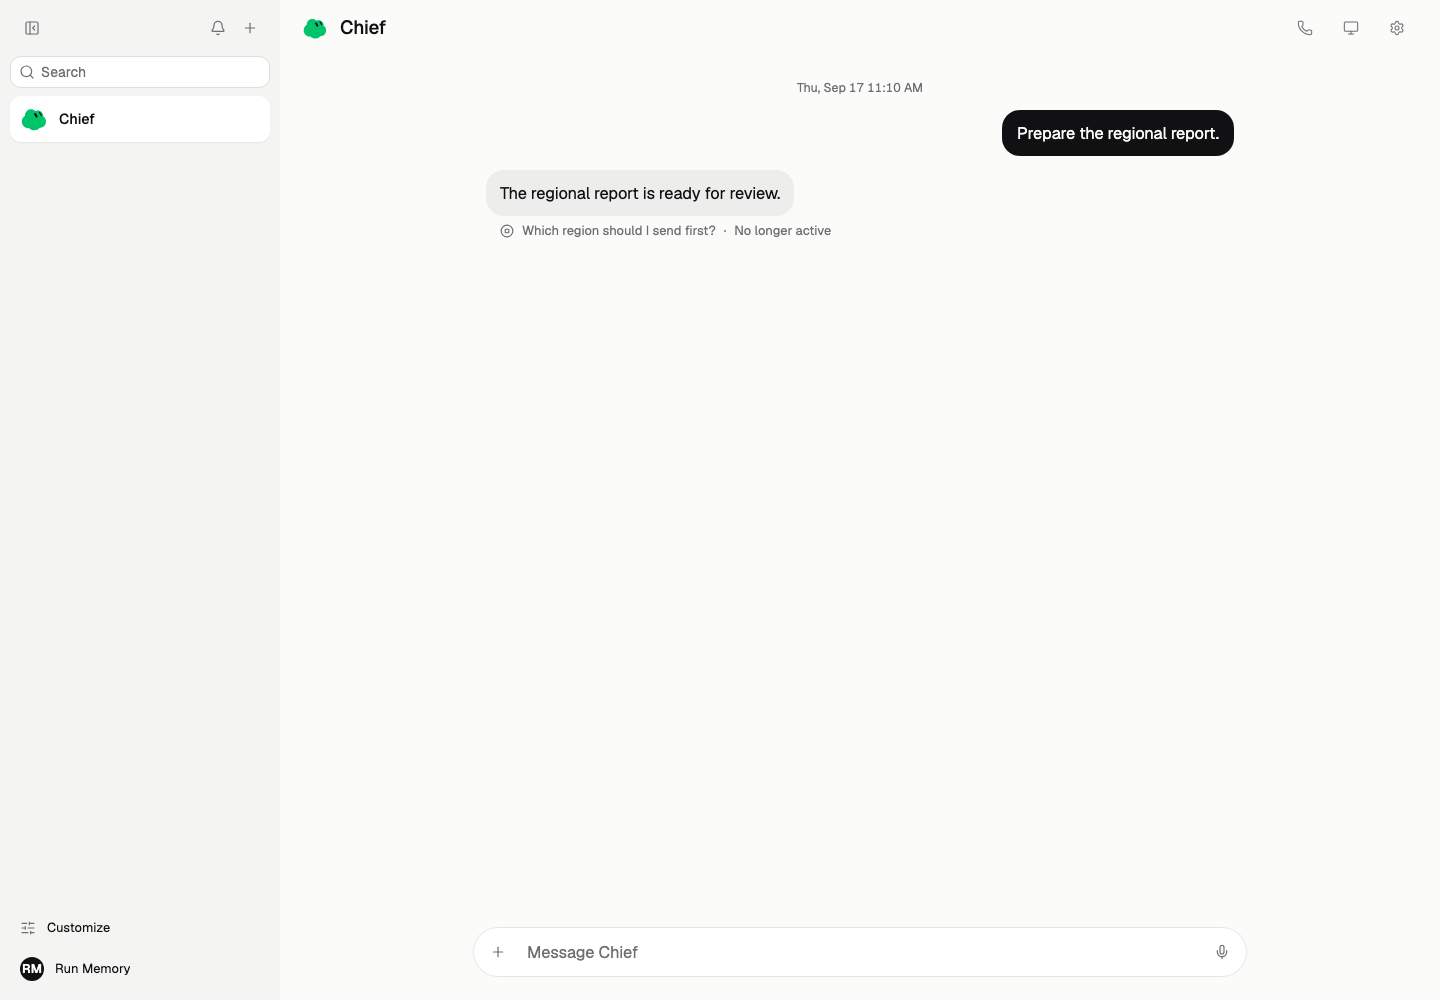 Search
Chief
Customize
RM
Run Memory
Chief
Thu, Sep 17 11:10 AM
Prepare the regional report.
The regional report is ready for review.
Which region should I send first? · No longer active
Message Chief